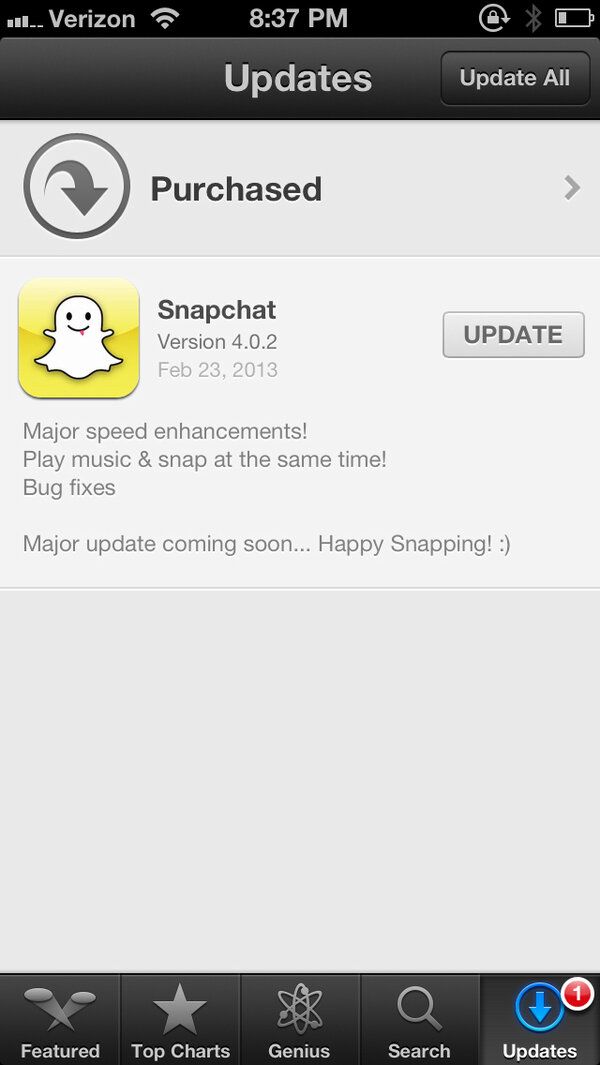 Verizon 8:37 PM
Updates Update All
Purchased
Snapchat
Version 4.0.2
Feb 23, 2013
UPDATE
Major speed enhancements!
Play music & snap at the same time!
Bug fixes
Major update coming soon... Happy Snapping! :)
1
Featured Top Charts Genius Search Updates